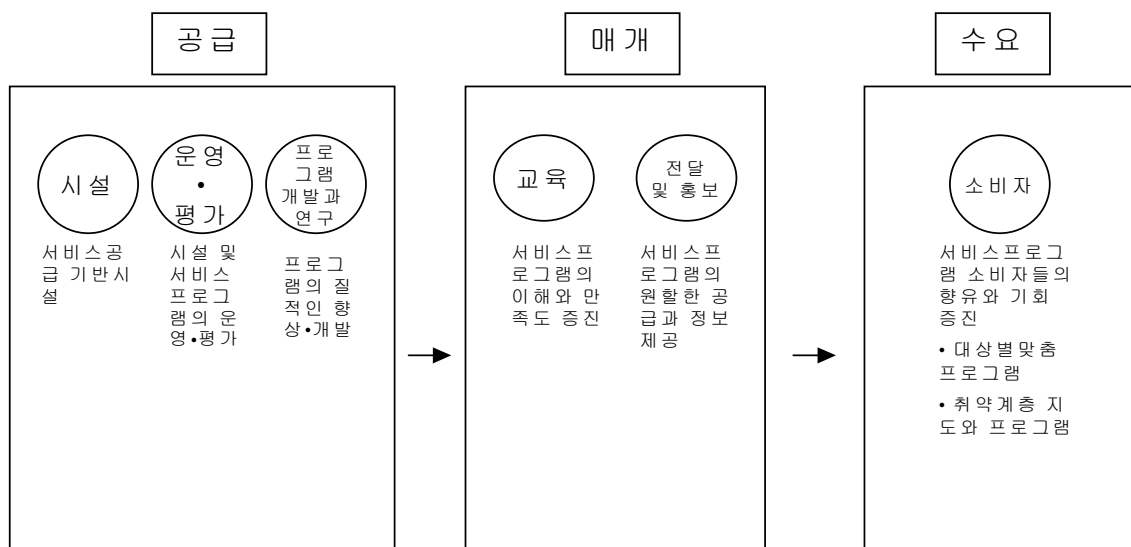 공급
매개
수요
시설
운영
•
평가
프로
그램
개발과
연구
서비스공
급 기반시
설
시설 및
서비스
프로그
램의 운
영•평가
프로그
램의 질
적인 향
상•개발
교육
전달
및 홍보
서비스프
로그램의
이해와 만
족도 증진
서비스프
로그램의
원할한 공
급과 정보
제공
소비자
서비스프로그
램 소비자들의
향유와 기회
증진
• 대상별맞춤
프로그램
• 취약계층 지
도와 프로그램